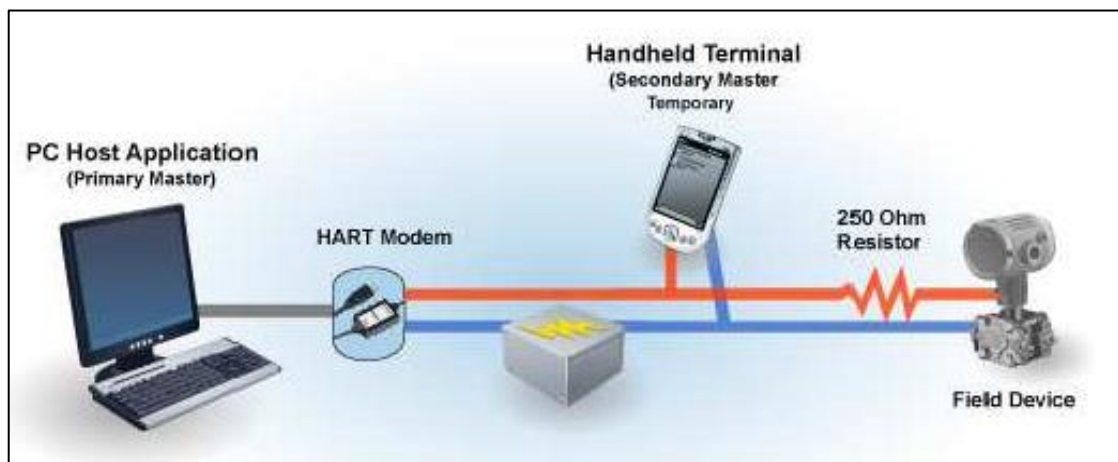 Handheld Terminal
(Secondary Master
Temporary
PC Host Application
(Primary Master)
HART Modem
250 Ohm
Resistor
Field Device